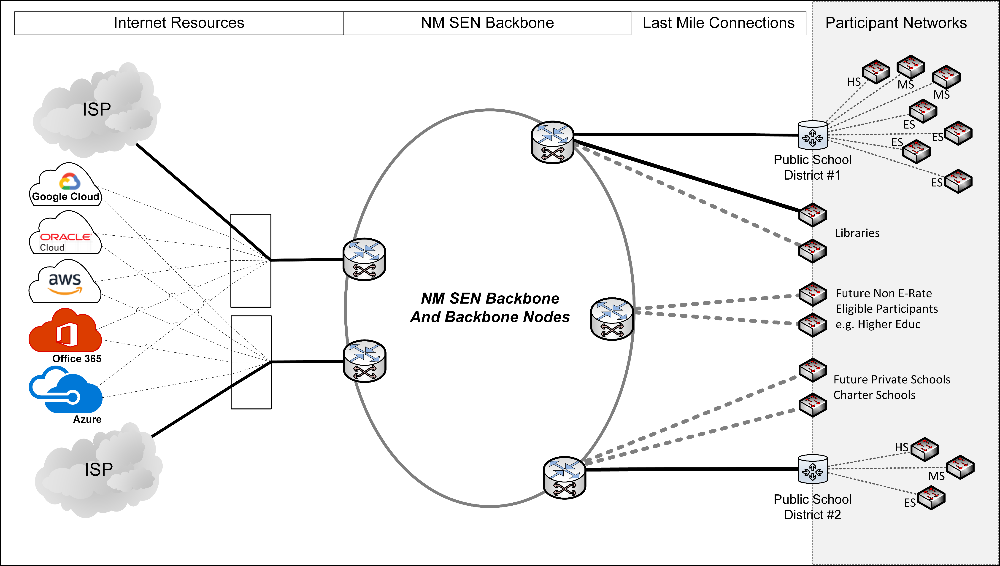 Internet Resources
NM SEN Backbone
Last Mile Connections
Participant Networks
ISP
Google Cloud
ORACLE
Cloud
aws
Office 365
Azure
ISP
NM SEN Backbone
And Backbone Nodes
HS
MS
MS
ES
ES
ES
ES
Public School
District #1
Libraries
Future Non E-Rate
Eligible Participants
e.g. Higher Educ
Future Private Schools
Charter Schools
HS
MS
ES
Public School
District #2